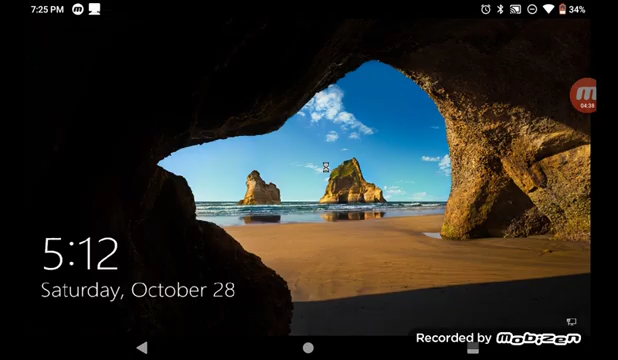 7:25 PM
34%
04:38
5:12
Saturday, October 28
Recorded by Mobizen